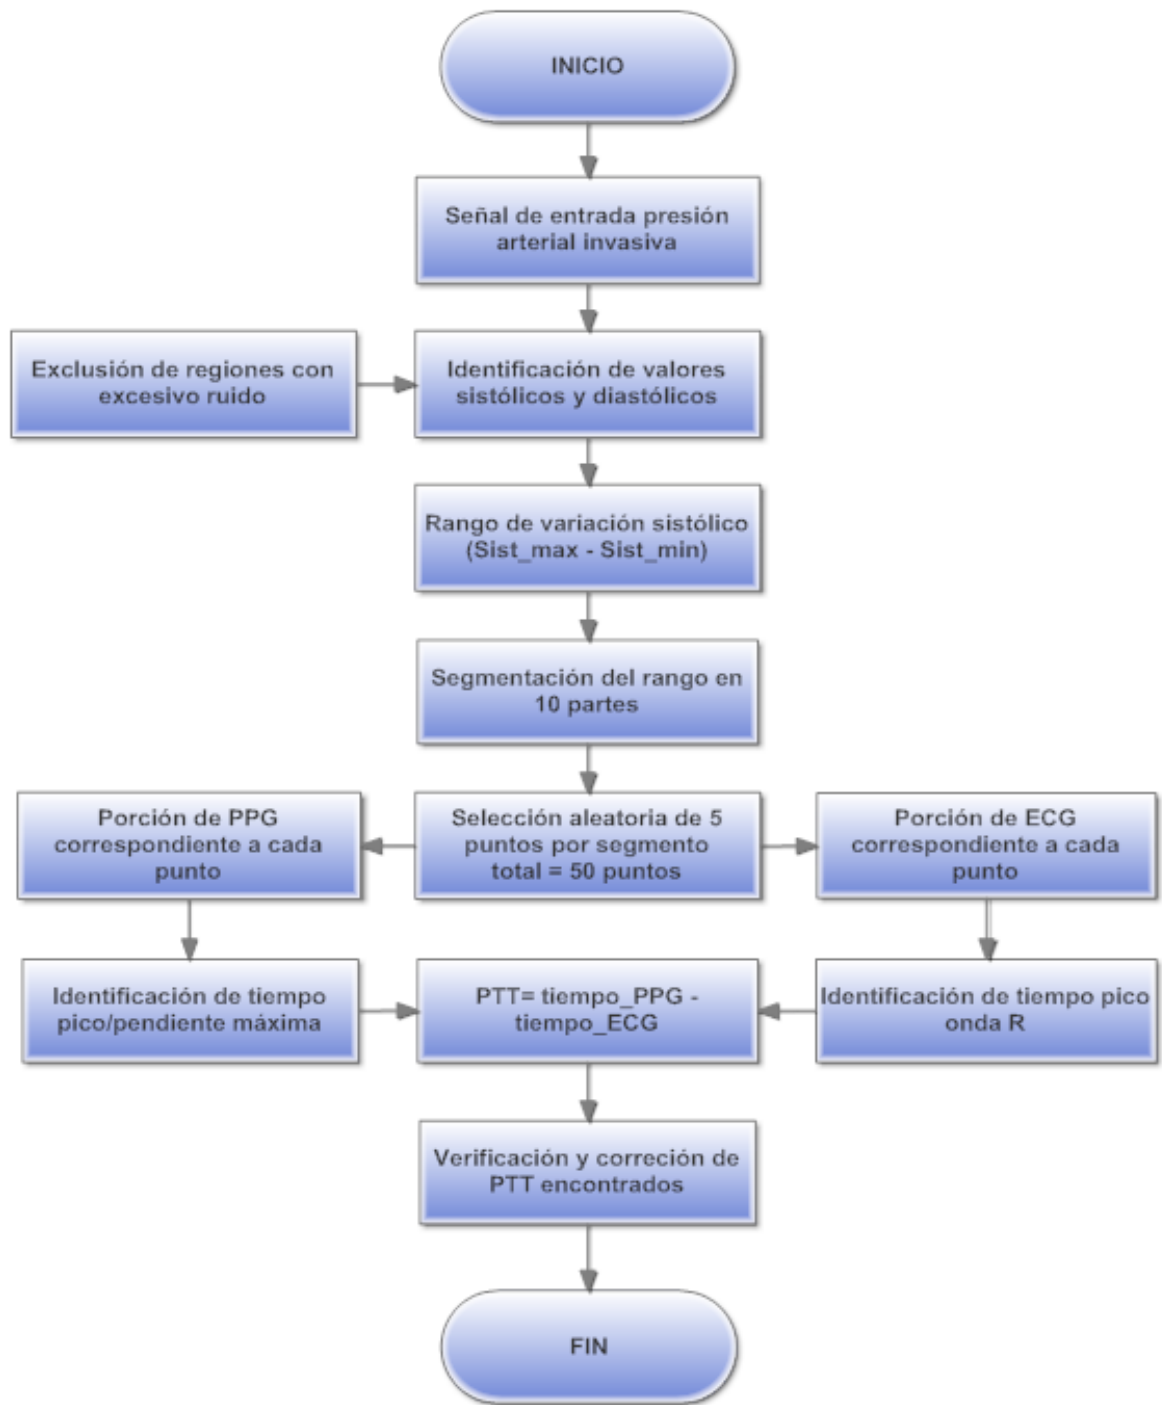 INICIO
Señal de entrada presión
arterial invasiva
Exclusión de regiones con
excesivo ruido
Identificación de valores
sistólicos y diastólicos
Rango de variación sistólico
(Sist_max - Sist_min)
Segmentación del rango en
10 partes
Porción de PPG
correspondiente a cada
punto
Selección aleatoria de 5
puntos por segmento
total = 50 puntos
Porción de ECG
correspondiente a cada
punto
Identificación de tiempo
pico/pendiente máxima
PTT= tiempo_PPG -
tiempo_ECG
Identificación de tiempo pico
onda R
Verificación y correción de
PTT encontrados
FIN